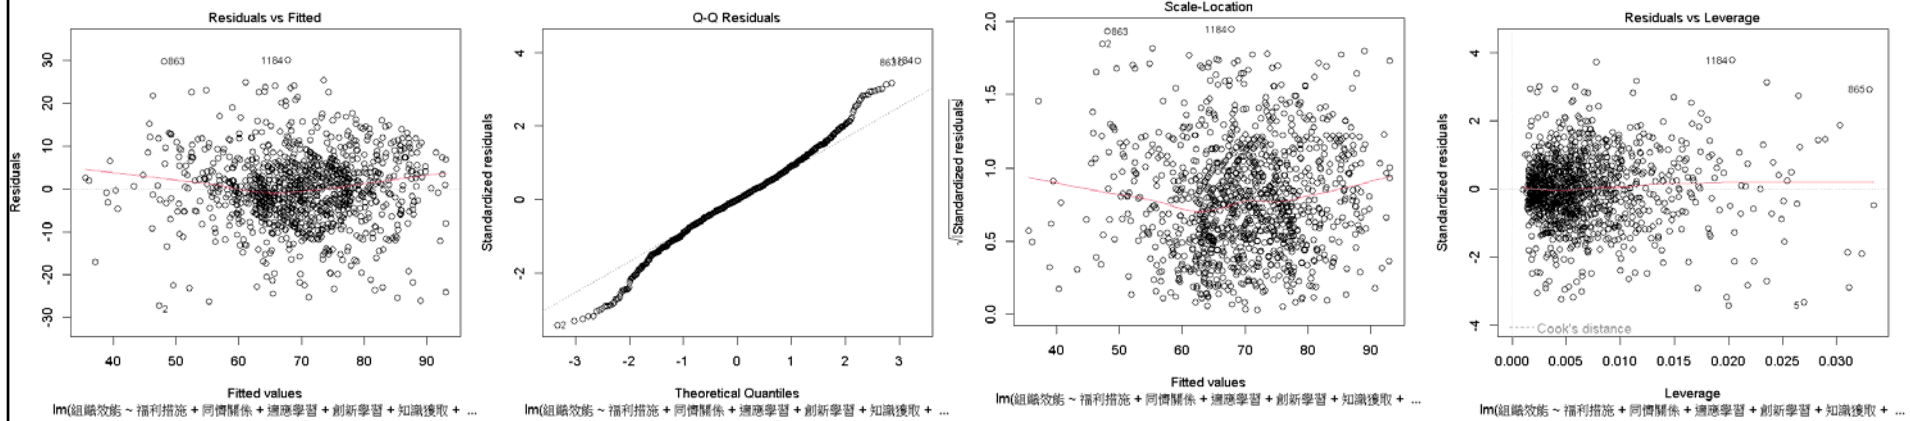 Residuals vs Fitted
Residuals
30
20
10
0
-10
-20
-30
863
1184
2
40 50 60 70 80 90
Fitted values
lm(組織效能 ~ 福利措施 + 同儕關係 + 適應學習 + 創新學習 + 知識獲取 + ...
Q-Q Residuals
Standardized residuals
4
2
0
-2
1184
2
-3 -2 -1 0 1 2 3
Theoretical Quantiles
lm(組織效能 ~ 福利措施 + 同儕關係 + 適應學習 + 創新學習 + 知識獲取 + ...
Scale-Location
√|Standardized residuals|
2.0
1.5
1.0
0.5
0.0
863
1184
2
40 50 60 70 80 90
Fitted values
lm(組織效能 ~ 福利措施 + 同儕關係 + 適應學習 + 創新學習 + 知識獲取 + ...
Residuals vs Leverage
Standardized residuals
4
2
0
-2
-4
1184
865
5
Cook's distance
0.000 0.005 0.010 0.015 0.020 0.025 0.030
Leverage
lm(組織效能 ~ 福利措施 + 同儕關係 + 適應學習 + 創新學習 + 知識獲取 + ...